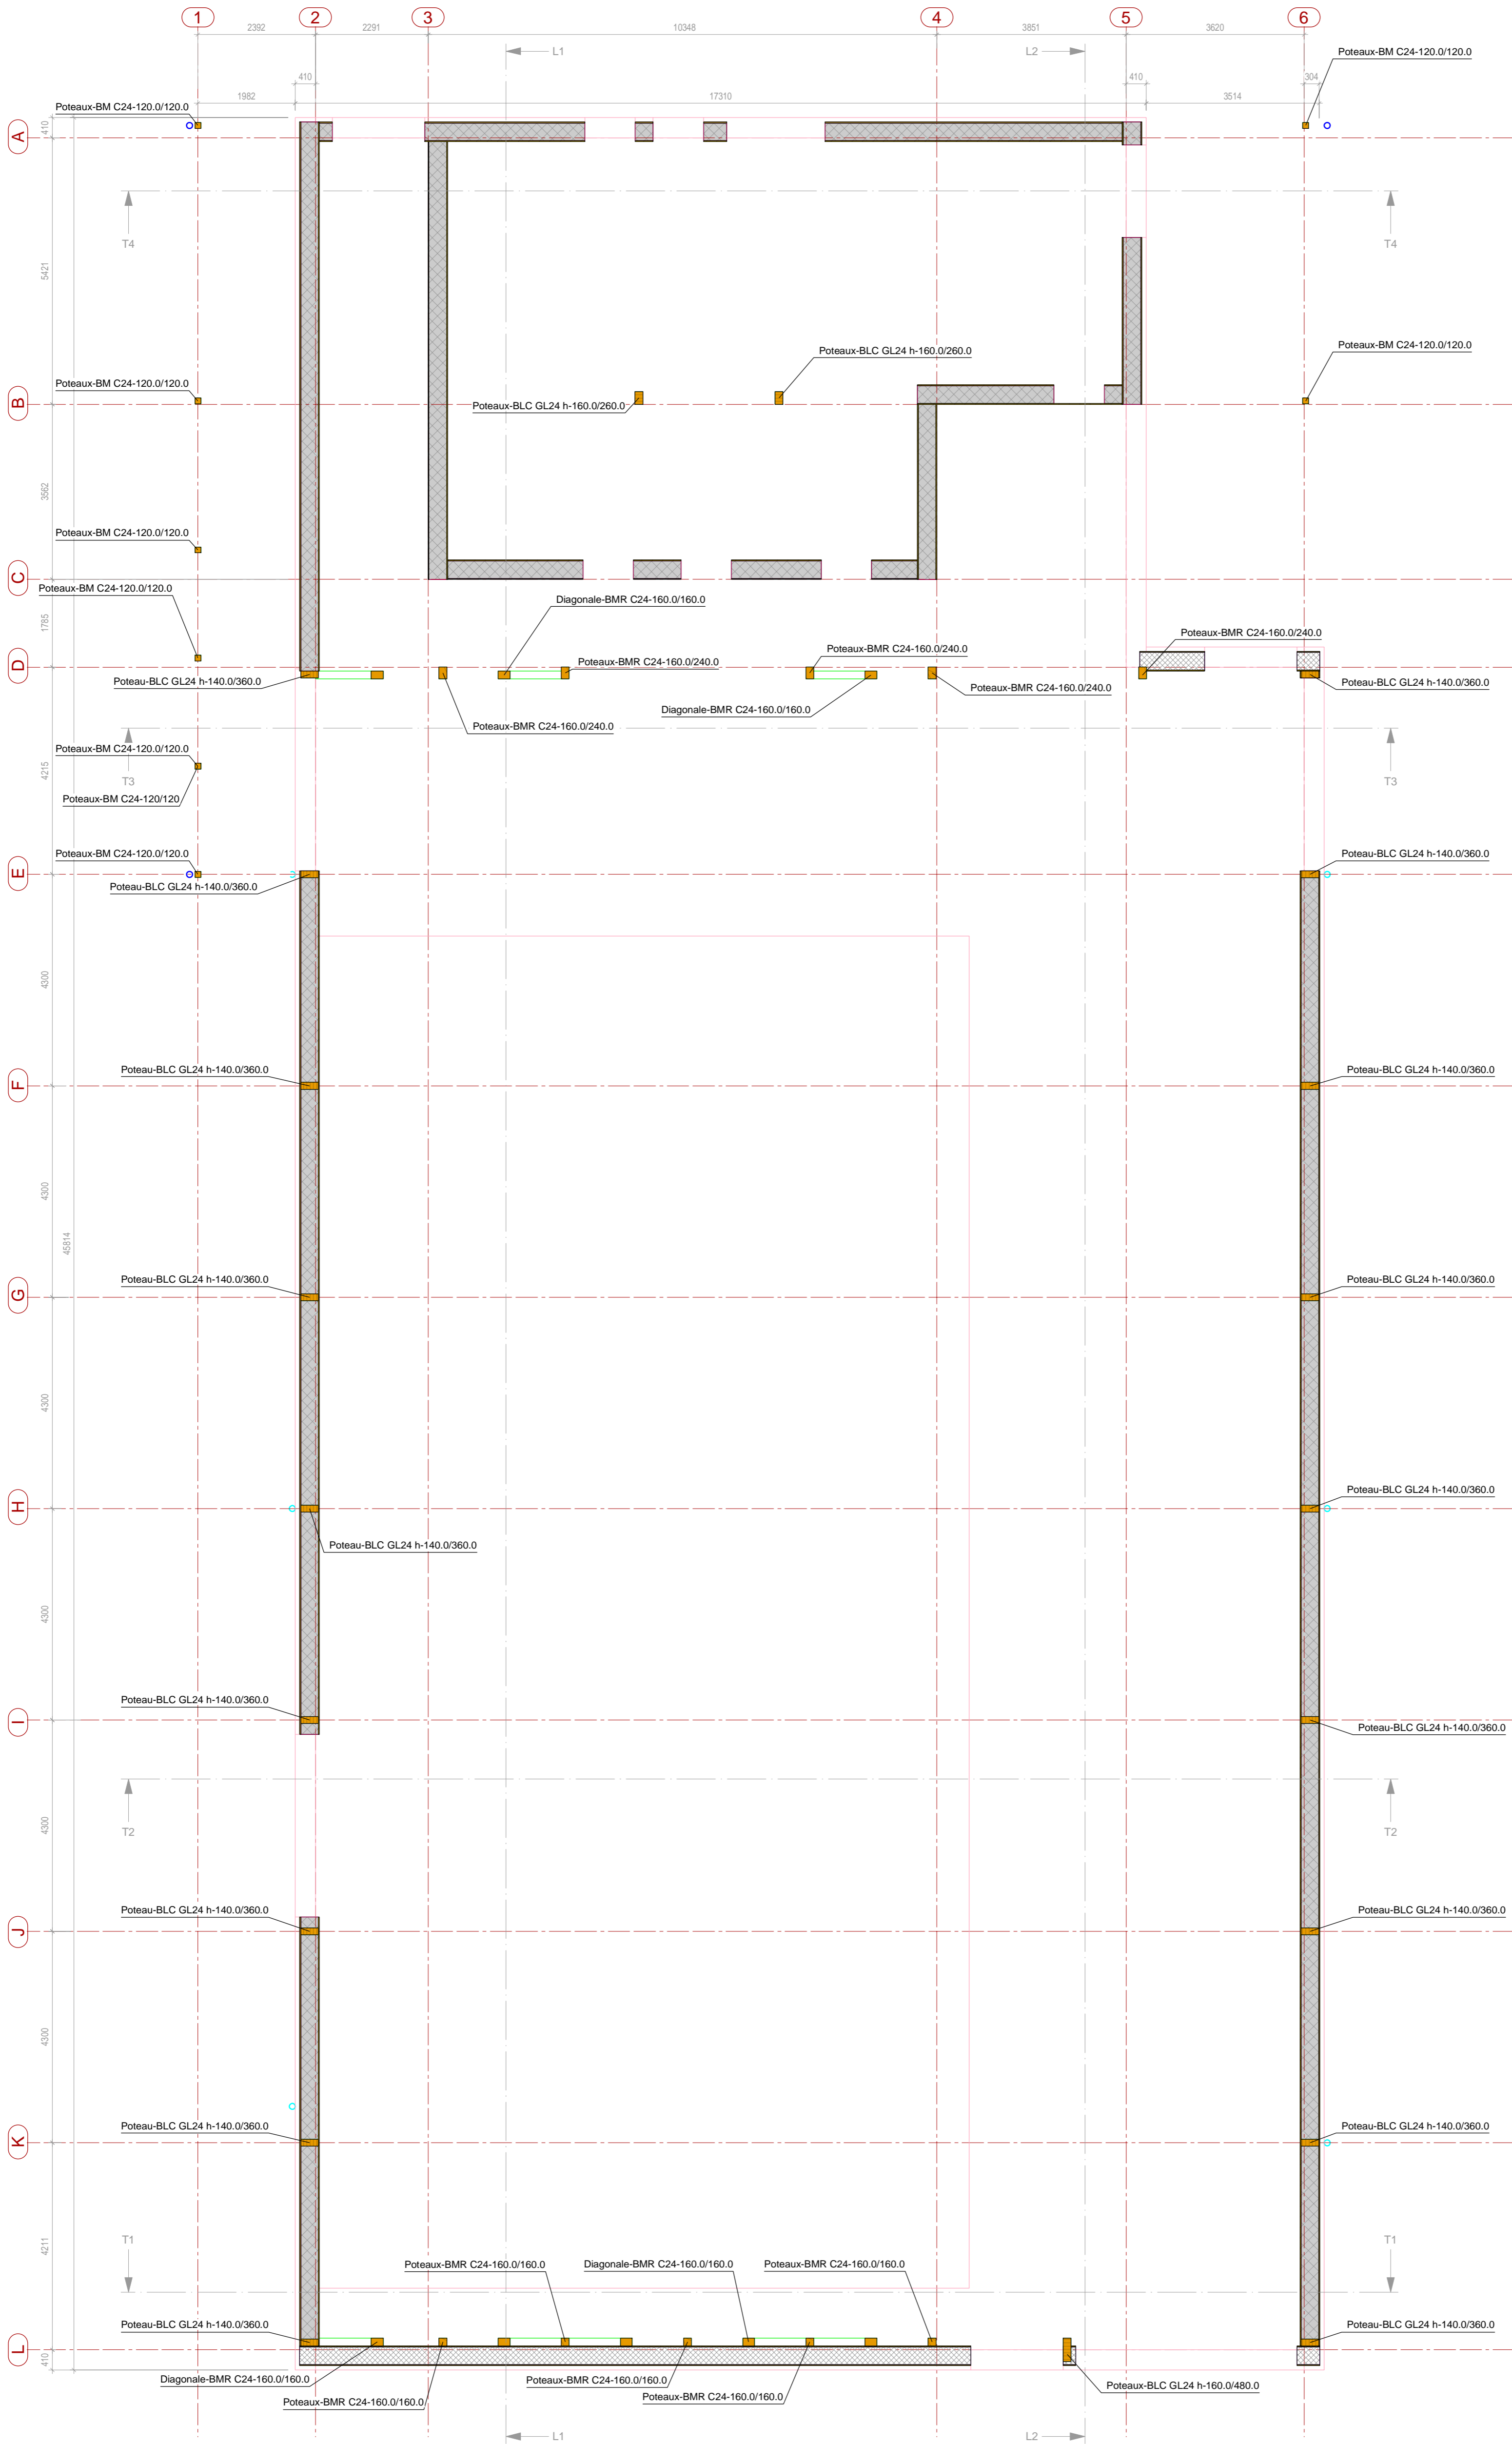 1 2 3 4 5 6
2392 2291 10348 3851 3620
L1 L2
Poteaux-BM C24-120.0/120.0
410 410 304
1982 17310 3514
Poteaux-BM C24-120.0/120.0
410
A
T4 T4
5421
Poteaux-BM C24-120.0/120.0
Poteaux-BLC GL24 h-160.0/260.0
Poteaux-BM C24-120.0/120.0
B
Poteaux-BLC GL24 h-160.0/260.0
3562
Poteaux-BM C24-120.0/120.0
C
Poteaux-BM C24-120.0/120.0
Diagonale-BMR C24-160.0/160.0
1785
Poteaux-BMR C24-160.0/240.0
Poteaux-BMR C24-160.0/240.0
D
Poteaux-BMR C24-160.0/240.0
Poteau-BLC GL24 h-140.0/360.0
Poteau-BLC GL24 h-140.0/360.0
Poteaux-BMR C24-160.0/240.0
Diagonale-BMR C24-160.0/160.0
Poteaux-BMR C24-160.0/240.0
Poteaux-BM C24-120.0/120.0
4215
T3 T3
Poteaux-BM C24-120/120
Poteaux-BM C24-120.0/120.0
Poteau-BLC GL24 h-140.0/360.0
E
Poteau-BLC GL24 h-140.0/360.0
4300
Poteau-BLC GL24 h-140.0/360.0
Poteau-BLC GL24 h-140.0/360.0
F
4300
45814
Poteau-BLC GL24 h-140.0/360.0
Poteau-BLC GL24 h-140.0/360.0
G
4300
Poteau-BLC GL24 h-140.0/360.0
H
Poteau-BLC GL24 h-140.0/360.0
4300
Poteau-BLC GL24 h-140.0/360.0
I
Poteau-BLC GL24 h-140.0/360.0
4300
T2 T2
Poteau-BLC GL24 h-140.0/360.0
Poteau-BLC GL24 h-140.0/360.0
J
4300
Poteau-BLC GL24 h-140.0/360.0
Poteau-BLC GL24 h-140.0/360.0
K
4211
T1 T1
Poteaux-BMR C24-160.0/160.0
Diagonale-BMR C24-160.0/160.0
Poteaux-BMR C24-160.0/160.0
Poteau-BLC GL24 h-140.0/360.0
Poteau-BLC GL24 h-140.0/360.0
L
410
Diagonale-BMR C24-160.0/160.0
Poteaux-BMR C24-160.0/160.0
Poteaux-BLC GL24 h-160.0/480.0
Poteaux-BMR C24-160.0/160.0
Poteaux-BMR C24-160.0/160.0
L1 L2